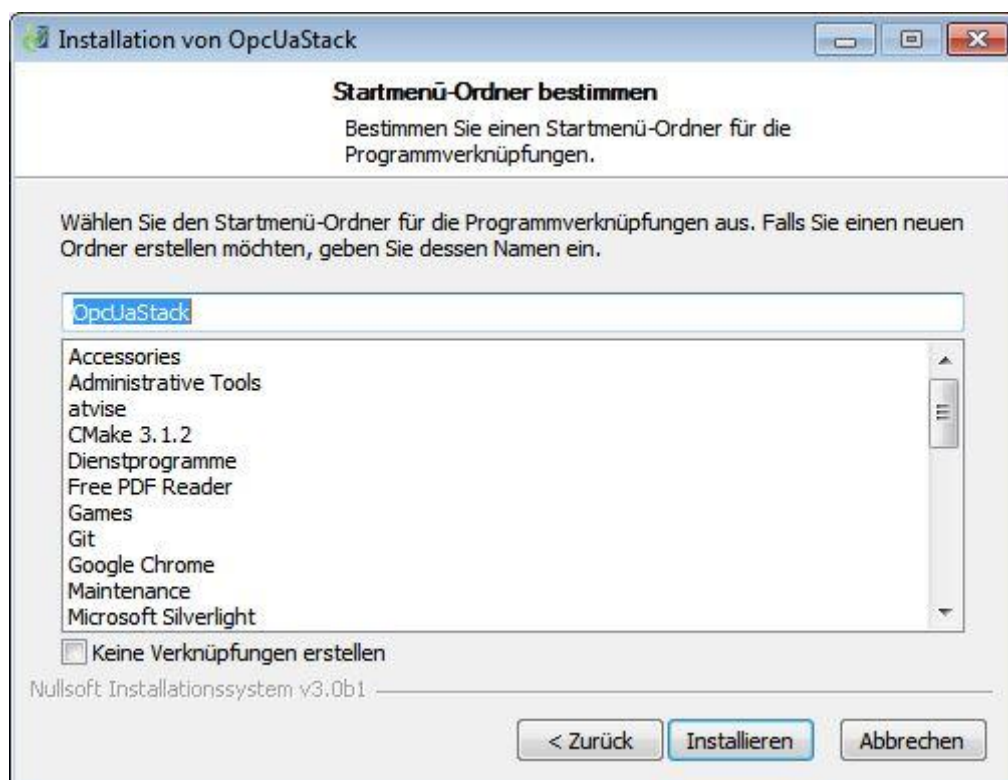 Installation von OpcUaStack
Startmenü-Ordner bestimmen
Bestimmen Sie einen Startmenü-Ordner für die
Programmverknüpfungen.
Wählen Sie den Startmenü-Ordner für die Programmverknüpfungen aus. Falls Sie einen neuen
Ordner erstellen möchten, geben Sie dessen Namen ein.
OpcUaStack
Accessories
Administrative Tools
atvise
CMake 3.1.2
Dienstprogramme
Free PDF Reader
Games
Git
Google Chrome
Maintenance
Microsoft Silverlight
Keine Verknüpfungen erstellen
Nullsoft Installationssystem v3.0b1
< Zurück Installieren Abbrechen